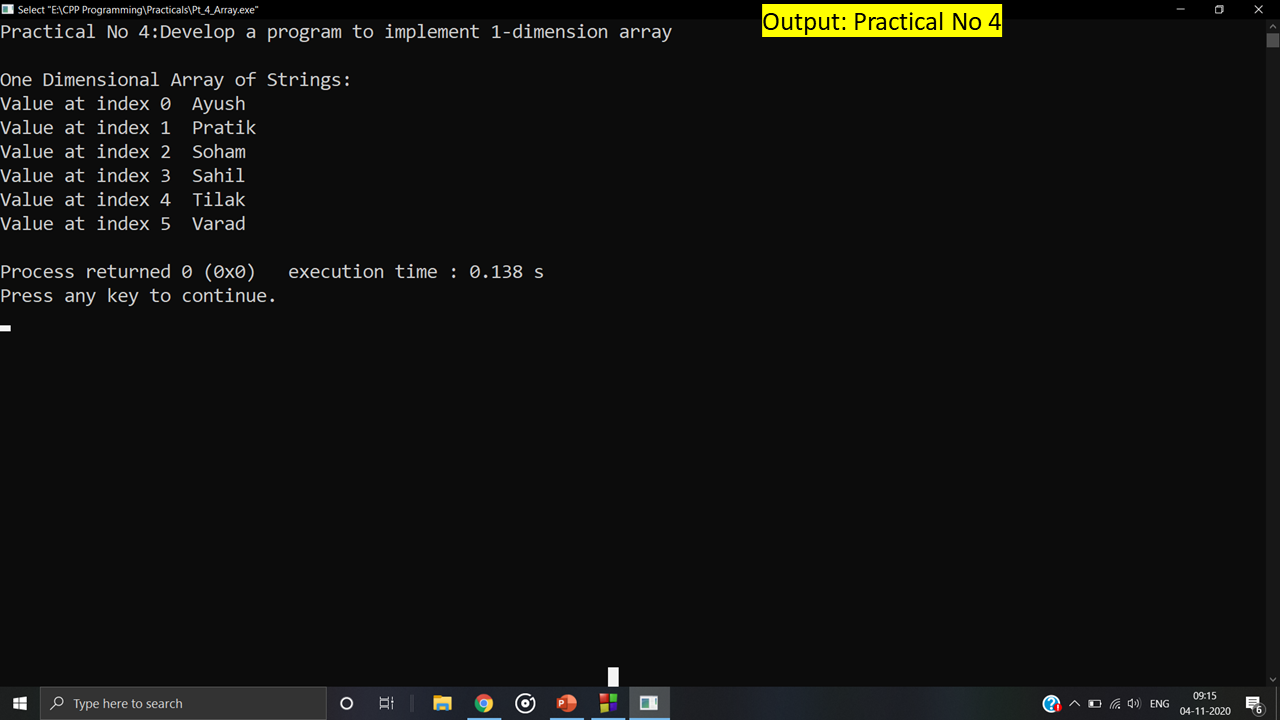 Select "E:\CPP Programming\Practicals\Pt_4_Array.exe"
Output: Practical No 4
Practical No 4:Develop a program to implement 1-dimension array
One Dimensional Array of Strings:
Value at index 0  Ayush
Value at index 1  Pratik
Value at index 2  Soham
Value at index 3  Sahil
Value at index 4  Tilak
Value at index 5  Varad
Process returned 0 (0x0)   execution time : 0.138 s
Press any key to continue.
Type here to search
ENG
09:15
04-11-2020
6